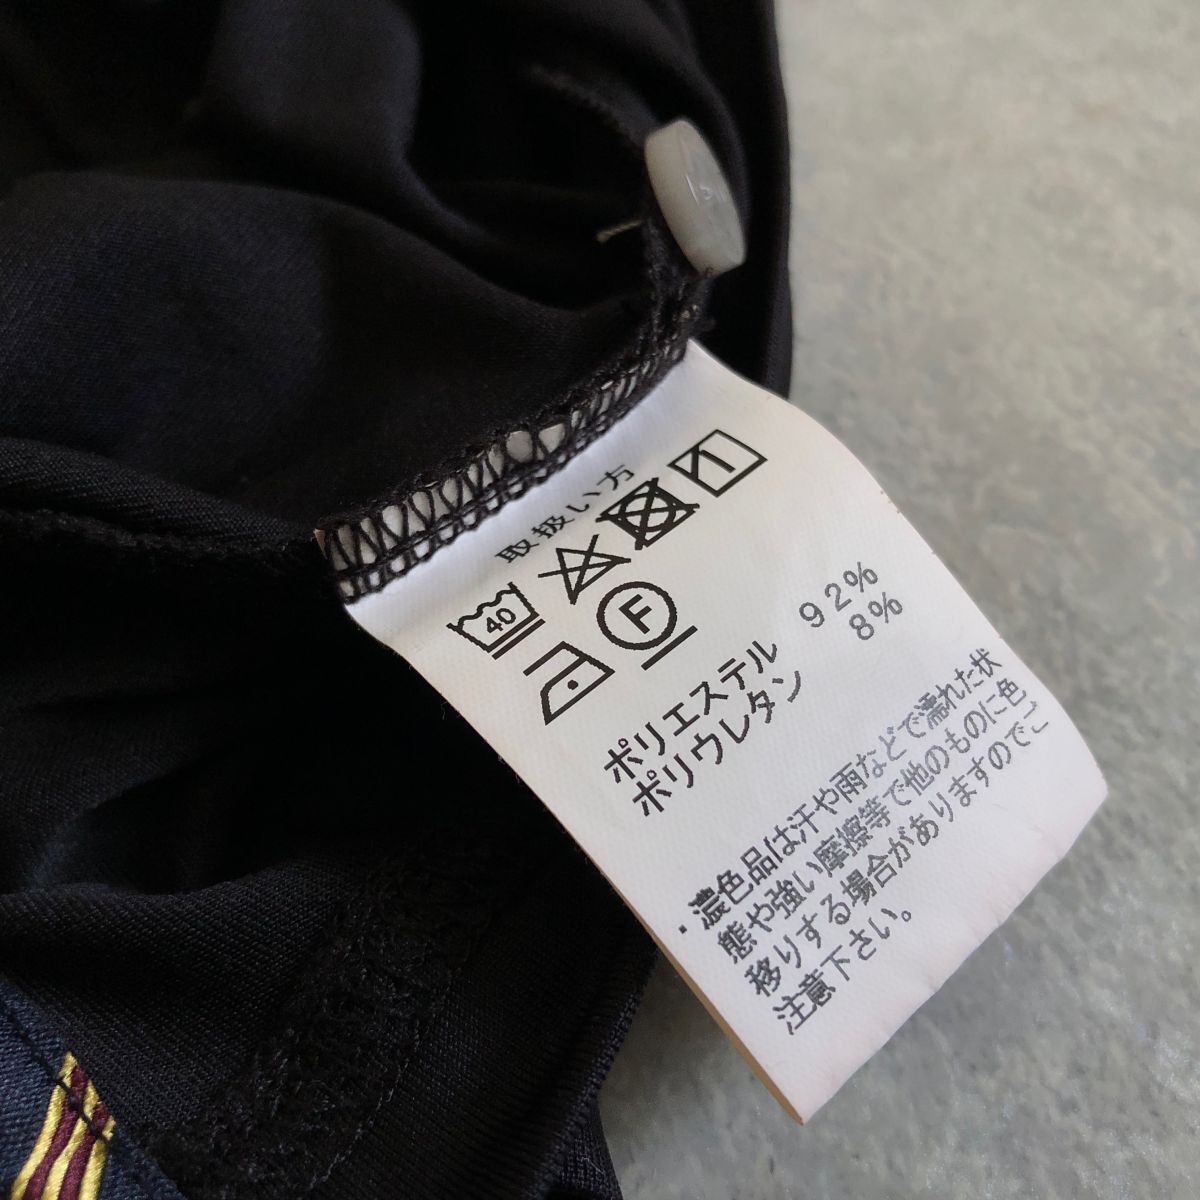 取扱い方
40
F
ポリエステル 92%
ポリウレタン 8%
・濃色品は汗や雨などで濡れた状
態や強い摩擦等で他のものに色
移りする場合がありますのでご
注意下さい。